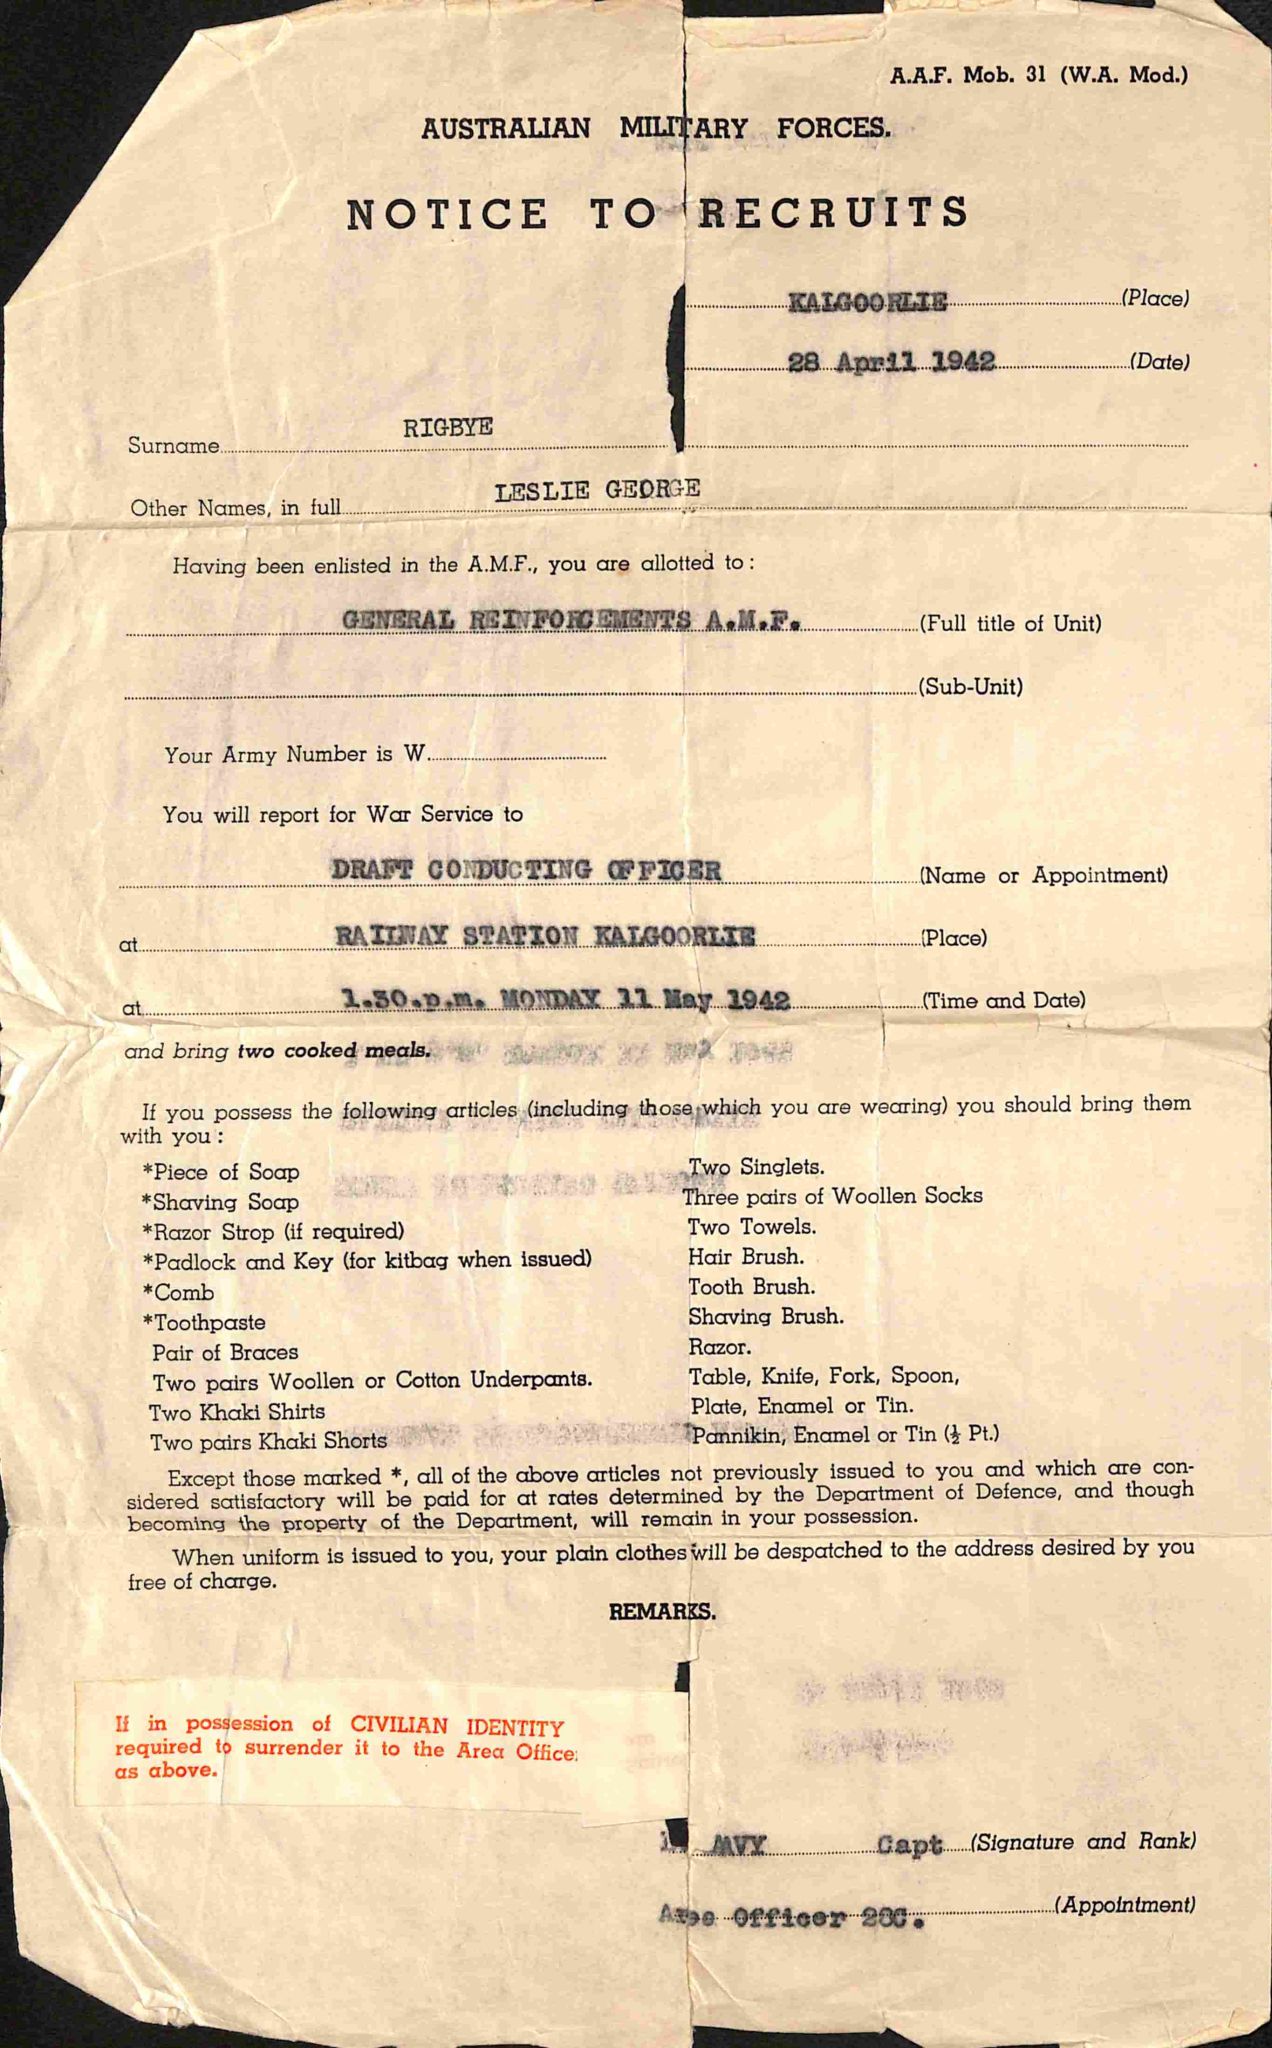 A.A.F. Mob. 31 (W.A. Mod.)
AUSTRALIAN MILITARY FORCES.
NOTICE TO RECRUITS
KALGOORLIE (Place)
28 April 1942 (Date)
Surname RIGBYE
Other Names, in full LESLIE GEORGE
Having been enlisted in the A.M.F., you are allotted to:
GENERAL REINFORCEMENTS A.M.F. (Full title of Unit)
(Sub-Unit)
Your Army Number is W
You will report for War Service to
DRAFT CONDUCTING OFFICER (Name or Appointment)
at RAILWAY STATION KALGOORLIE (Place)
at 1.30.p.m. MONDAY 11 May 1942 (Time and Date)
and bring two cooked meals.
If you possess the following articles (including those which you are wearing) you should bring them
with you:
*Piece of Soap
*Shaving Soap
*Razor Strop (if required)
*Padlock and Key (for kitbag when issued)
*Comb
*Toothpaste
Pair of Braces
Two pairs Woollen or Cotton Underpants.
Two Khaki Shirts
Two pairs Khaki Shorts
Two Singlets.
Three pairs of Woollen Socks
Two Towels.
Hair Brush.
Tooth Brush.
Shaving Brush.
Razor.
Table, Knife, Fork, Spoon,
Plate, Enamel or Tin.
Pannikin, Enamel or Tin (½ Pt.)
Except those marked *, all of the above articles not previously issued to you and which are con-
sidered satisfactory will be paid for at rates determined by the Department of Defence, and though
becoming the property of the Department, will remain in your possession.
When uniform is issued to you, your plain clothes will be despatched to the address desired by you
free of charge.
REMARKS.
If in possession of CIVILIAN IDENTITY
required to surrender it to the Area Office
as above.
Capt (Signature and Rank)
Area Officer (Appointment)